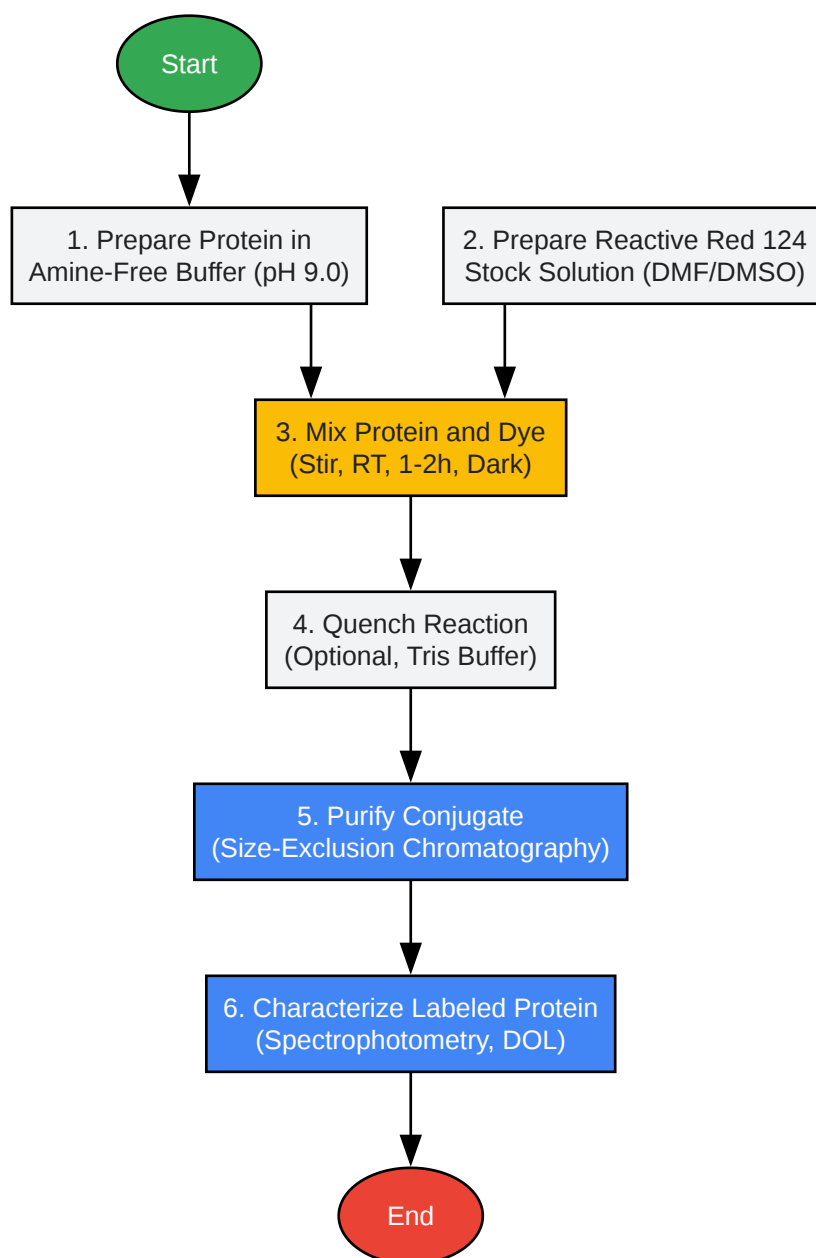 Start
1. Prepare Protein in
Amine-Free Buffer (pH 9.0)
2. Prepare Reactive Red 124
Stock Solution (DMF/DMSO)
3. Mix Protein and Dye
(Stir, RT, 1-2h, Dark)
4. Quench Reaction
(Optional, Tris Buffer)
5. Purify Conjugate
(Size-Exclusion Chromatography)
6. Characterize Labeled Protein
(Spectrophotometry, DOL)
End